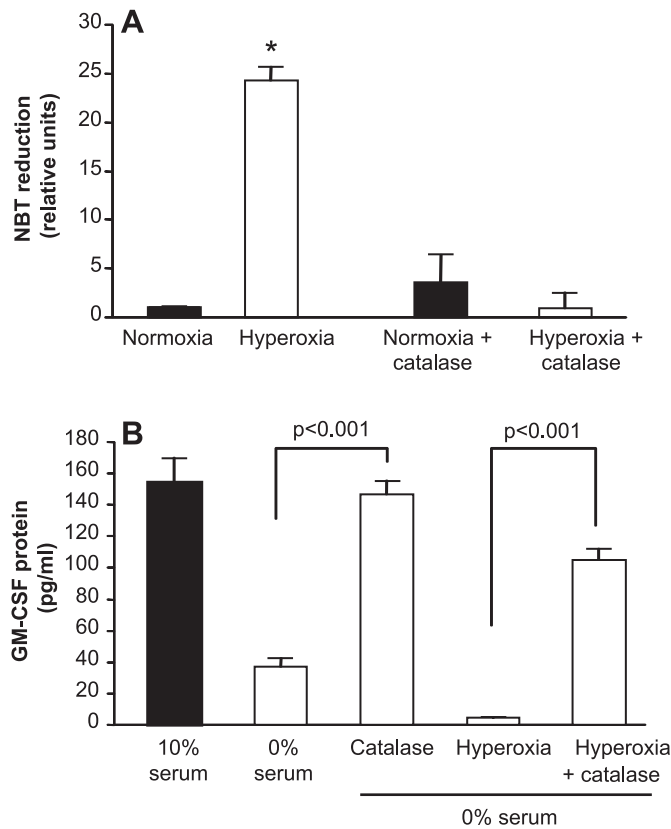 A
*
NBT reduction
(relative units)
30
25
20
15
10
5
0
Normoxia Hyperoxia Normoxia + Hyperoxia +
catalase catalase
B
p<0.001 p<0.001
GM-CSF protein
(pg/ml)
180
160
140
120
100
80
60
40
20
0
10% 0% Catalase Hyperoxia Hyperoxia
serum serum + catalase
0% serum